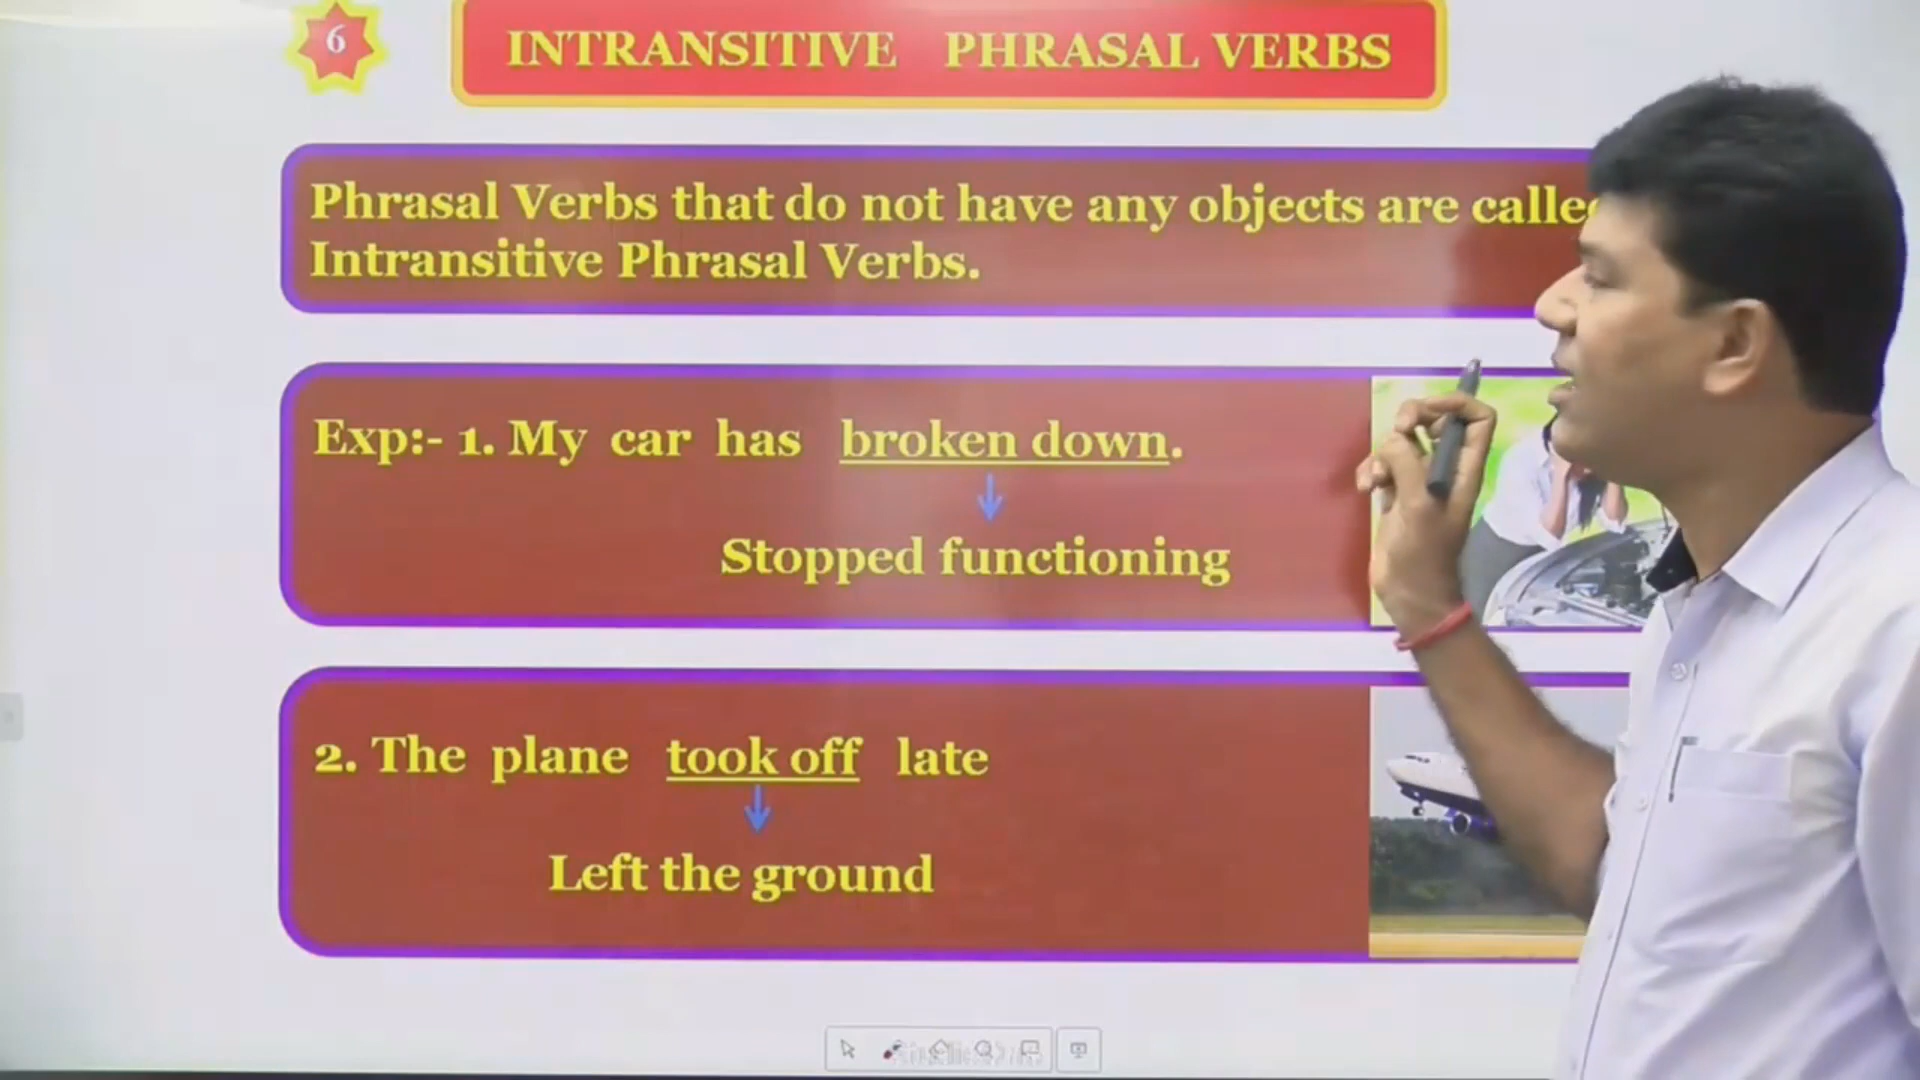 6
INTRANSITIVE PHRASAL VERBS
Phrasal Verbs that do not have any objects are
Intransitive Phrasal Verbs.
Exp:- 1. My car has broken down.
Stopped functioning
2. The plane took off late
Left the ground